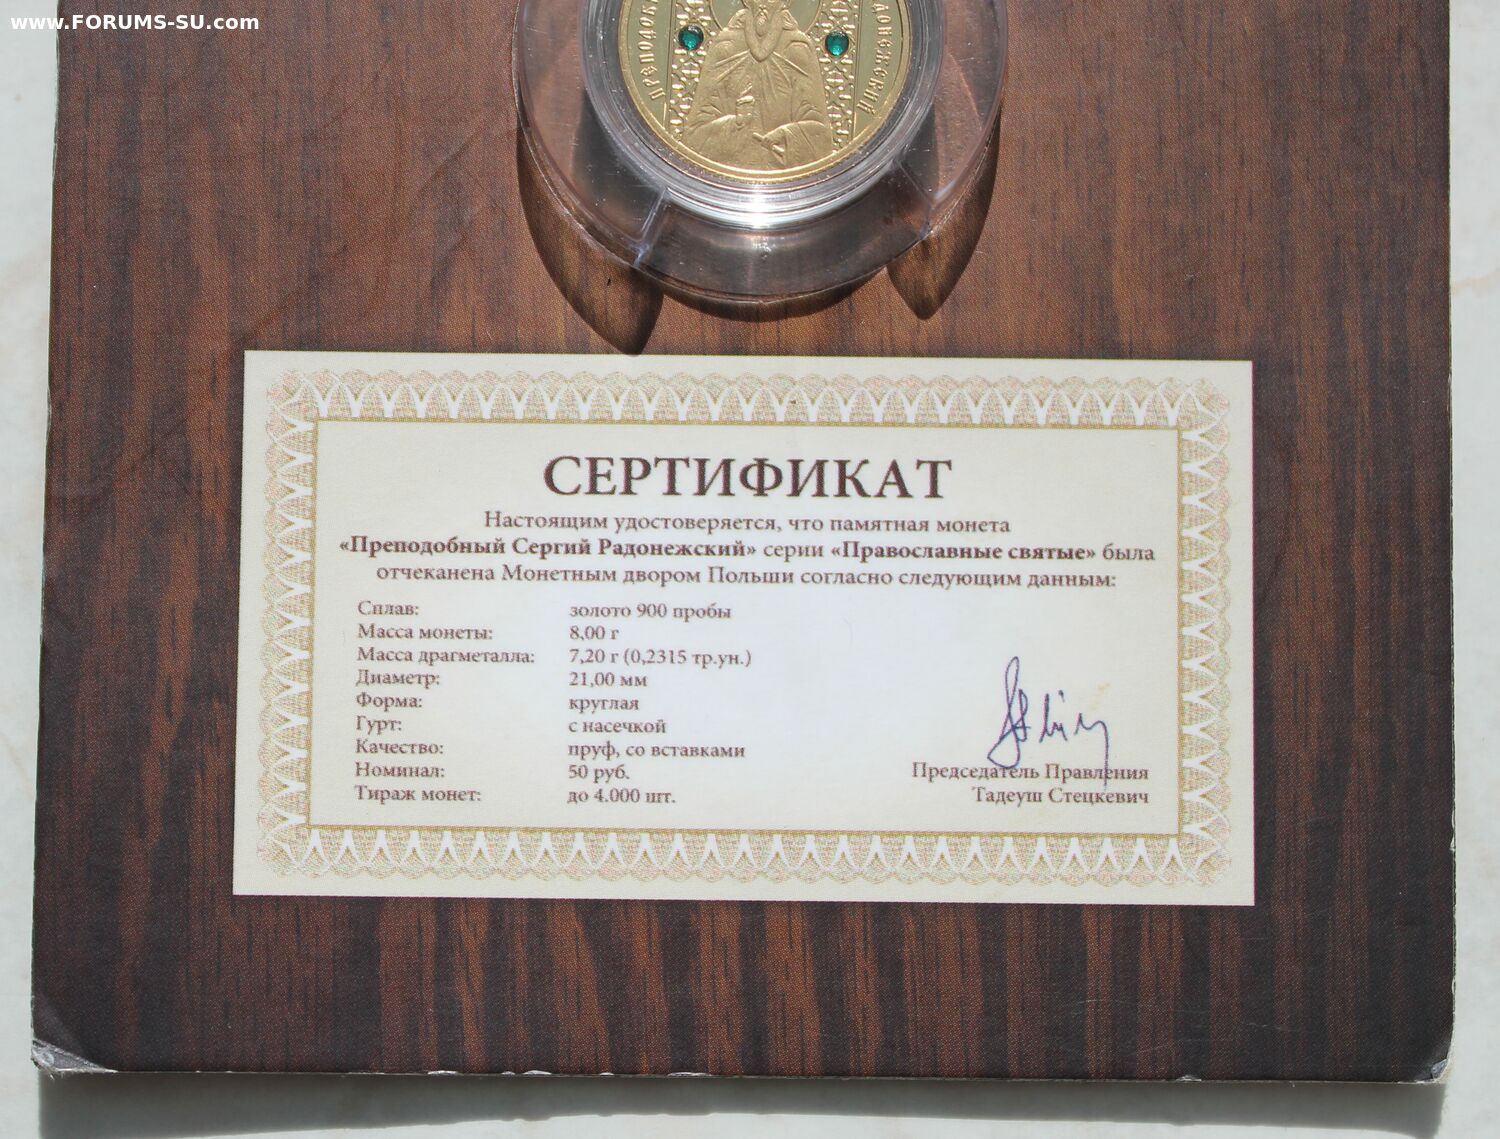 www.FORUMS-SU.com
СЕРТИФИКАТ
Настоящим удостоверяется, что памятная монета
«Преподобный Сергий Радонежский» серии «Православные святые» была
отчеканена Монетным двором Польши согласно следующим данным:
Сплав: золото 900 пробы
Масса монеты: 8,00 г
Масса драгметалла: 7,20 г (0,2315 тр.ун.)
Диаметр: 21,00 мм
Форма: круглая
Гурт: с насечкой
Качество: пруф, со вставками
Номинал: 50 руб.
Тираж монет: до 4.000 шт.
Председатель Правления
Тадеуш Стецкевич